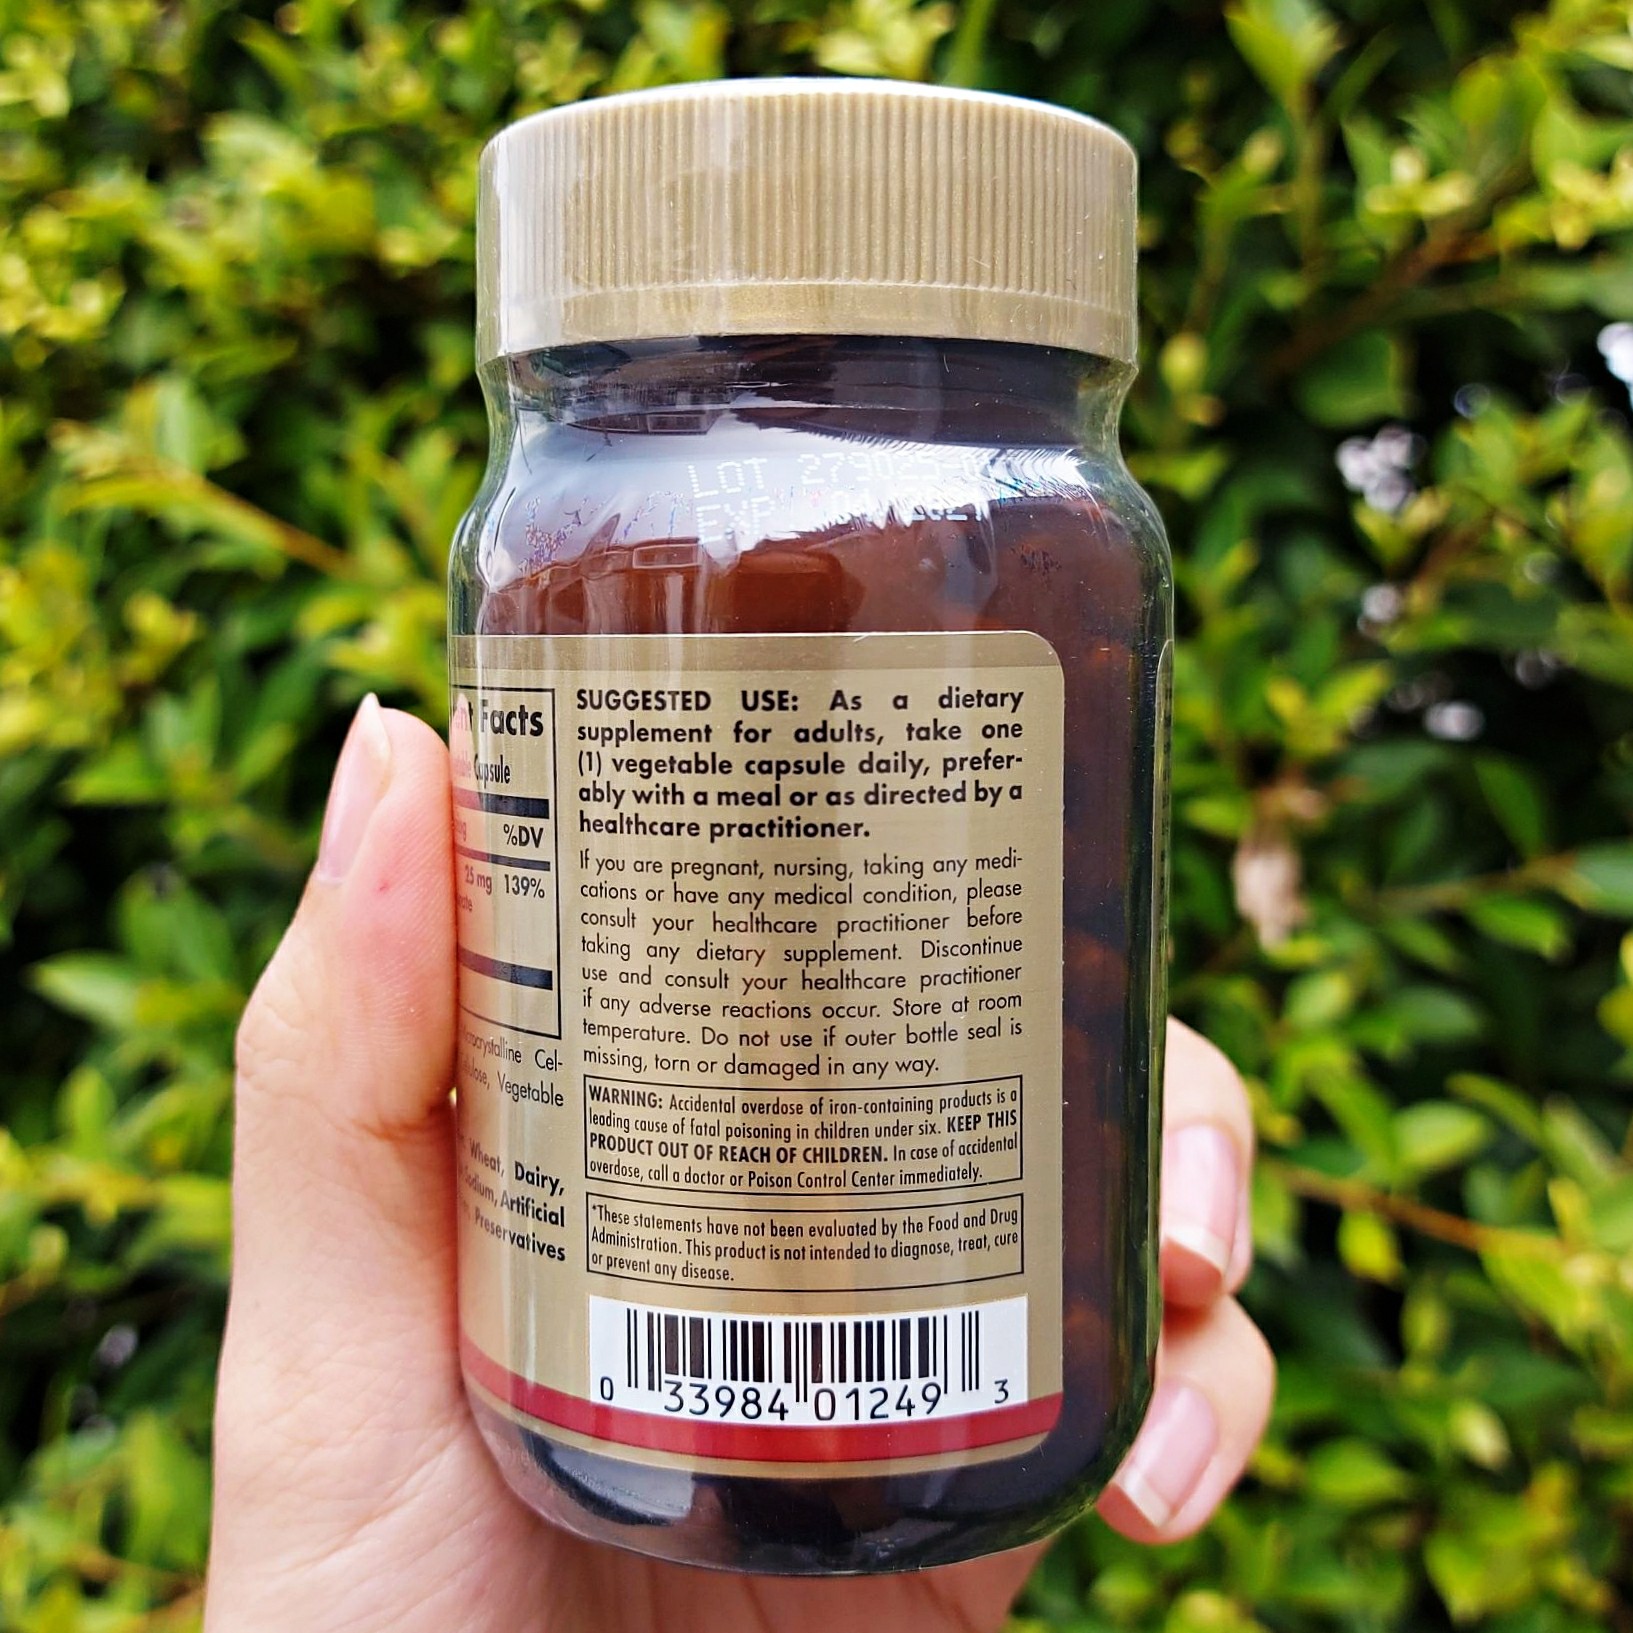 LOT 279025-0
EXP 04/2027
Facts
Capsule
%DV
25 mg 139%
Microcrystalline Cel-
Vegetable
Wheat, Dairy,
Sodium, Artificial
Preservatives
SUGGESTED USE: As a dietary
supplement for adults, take one
(1) vegetable capsule daily, prefer-
ably with a meal or as directed by a
healthcare practitioner.
If you are pregnant, nursing, taking any medi-
cations or have any medical condition, please
consult your healthcare practitioner before
taking any dietary supplement. Discontinue
use and consult your healthcare practitioner
if any adverse reactions occur. Store at room
temperature. Do not use if outer bottle seal is
missing, torn or damaged in any way.
WARNING: Accidental overdose of iron-containing products is a
leading cause of fatal poisoning in children under six. KEEP THIS
PRODUCT OUT OF REACH OF CHILDREN. In case of accidental
overdose, call a doctor or Poison Control Center immediately.
*These statements have not been evaluated by the Food and Drug
Administration. This product is not intended to diagnose, treat, cure
or prevent any disease.
0 33984 01249 3